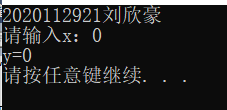 2020112921刘欣豪
请输入x：0
y=0
请按任意键继续. . .